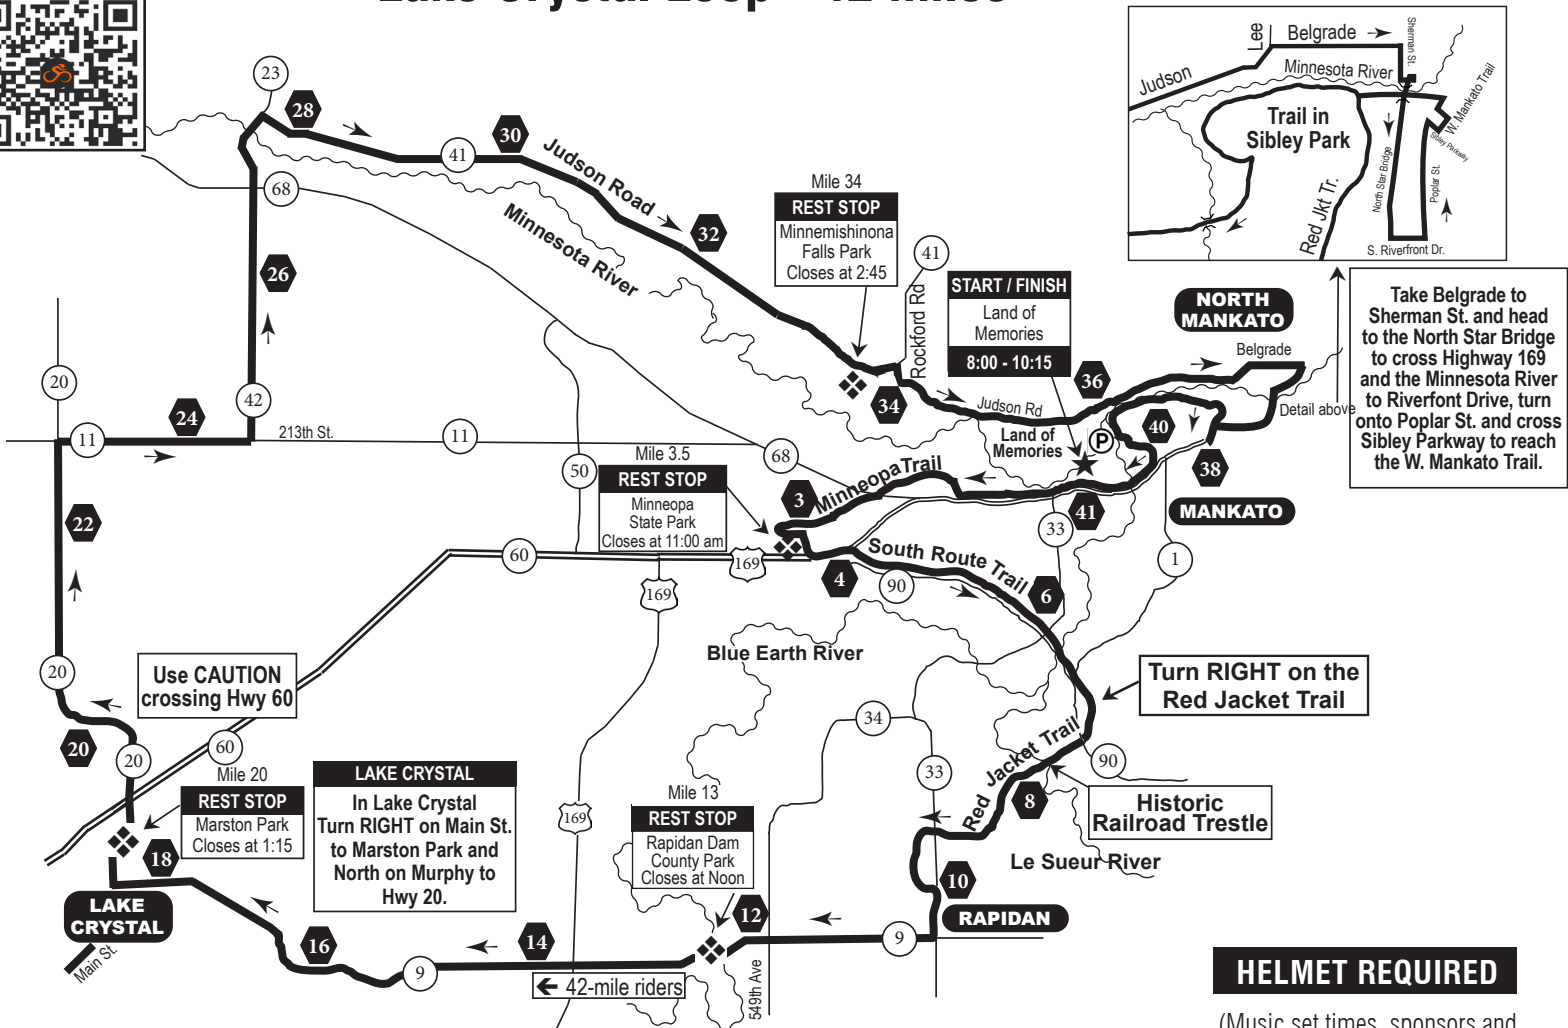 Lake Crystal Loop – 42 Miles
23
28
30
41
Judson Road
68
Minnesota River
32
26
Mile 34
REST STOP
Minnemishinona
Falls Park
Closes at 2:45
41
Rockford Rd
START / FINISH
Land of
Memories
8:00 - 10:15
Judson
Lee
Belgrade
Sherman St.
Minnesota River
Trail in
Sibley Park
W. Mankato Trail
Sibley Parkway
North Star Bridge
Poplar St.
Red Jkt Tr.
S. Riverfront Dr.
NORTH
MANKATO
Belgrade
Detail above
Take Belgrade to
Sherman St. and head
to the North Star Bridge
to cross Highway 169
and the Minnesota River
to Riverfont Drive, turn
onto Poplar St. and cross
Sibley Parkway to reach
the W. Mankato Trail.
20
42
24
11
213th St.
11
34
36
Judson Rd
Land of
Memories
P
40
38
MANKATO
41
33
1
68
50
Mile 3.5
REST STOP
Minneopa
State Park
Closes at 11:00 am
3
Minneopa Trail
22
60
169
169
4
South Route Trail
90
6
Blue Earth River
20
Use CAUTION
crossing Hwy 60
Turn RIGHT on the
Red Jacket Trail
20
20
60
34
33
Red Jacket Trail
90
8
Historic
Railroad Trestle
Le Sueur River
Mile 20
REST STOP
Marston Park
Closes at 1:15
18
LAKE CRYSTAL
In Lake Crystal
Turn RIGHT on Main St.
to Marston Park and
North on Murphy to
Hwy 20.
169
Mile 13
REST STOP
Rapidan Dam
County Park
Closes at Noon
10
RAPIDAN
LAKE
CRYSTAL
Main St.
16
9
14
12
9
42-mile riders
549th Ave
HELMET REQUIRED
(Music set times, sponsors and